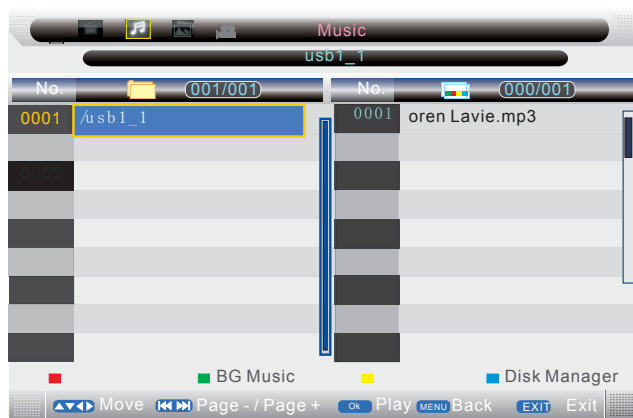 Music
usb1_1
No. (001/001) No. (000/001)
0001 /usb1_1 0001 oren Lavie.mp3
0003
BG Music Disk Manager
Move Page - / Page + Ok Play MENU Back EXIT Exit